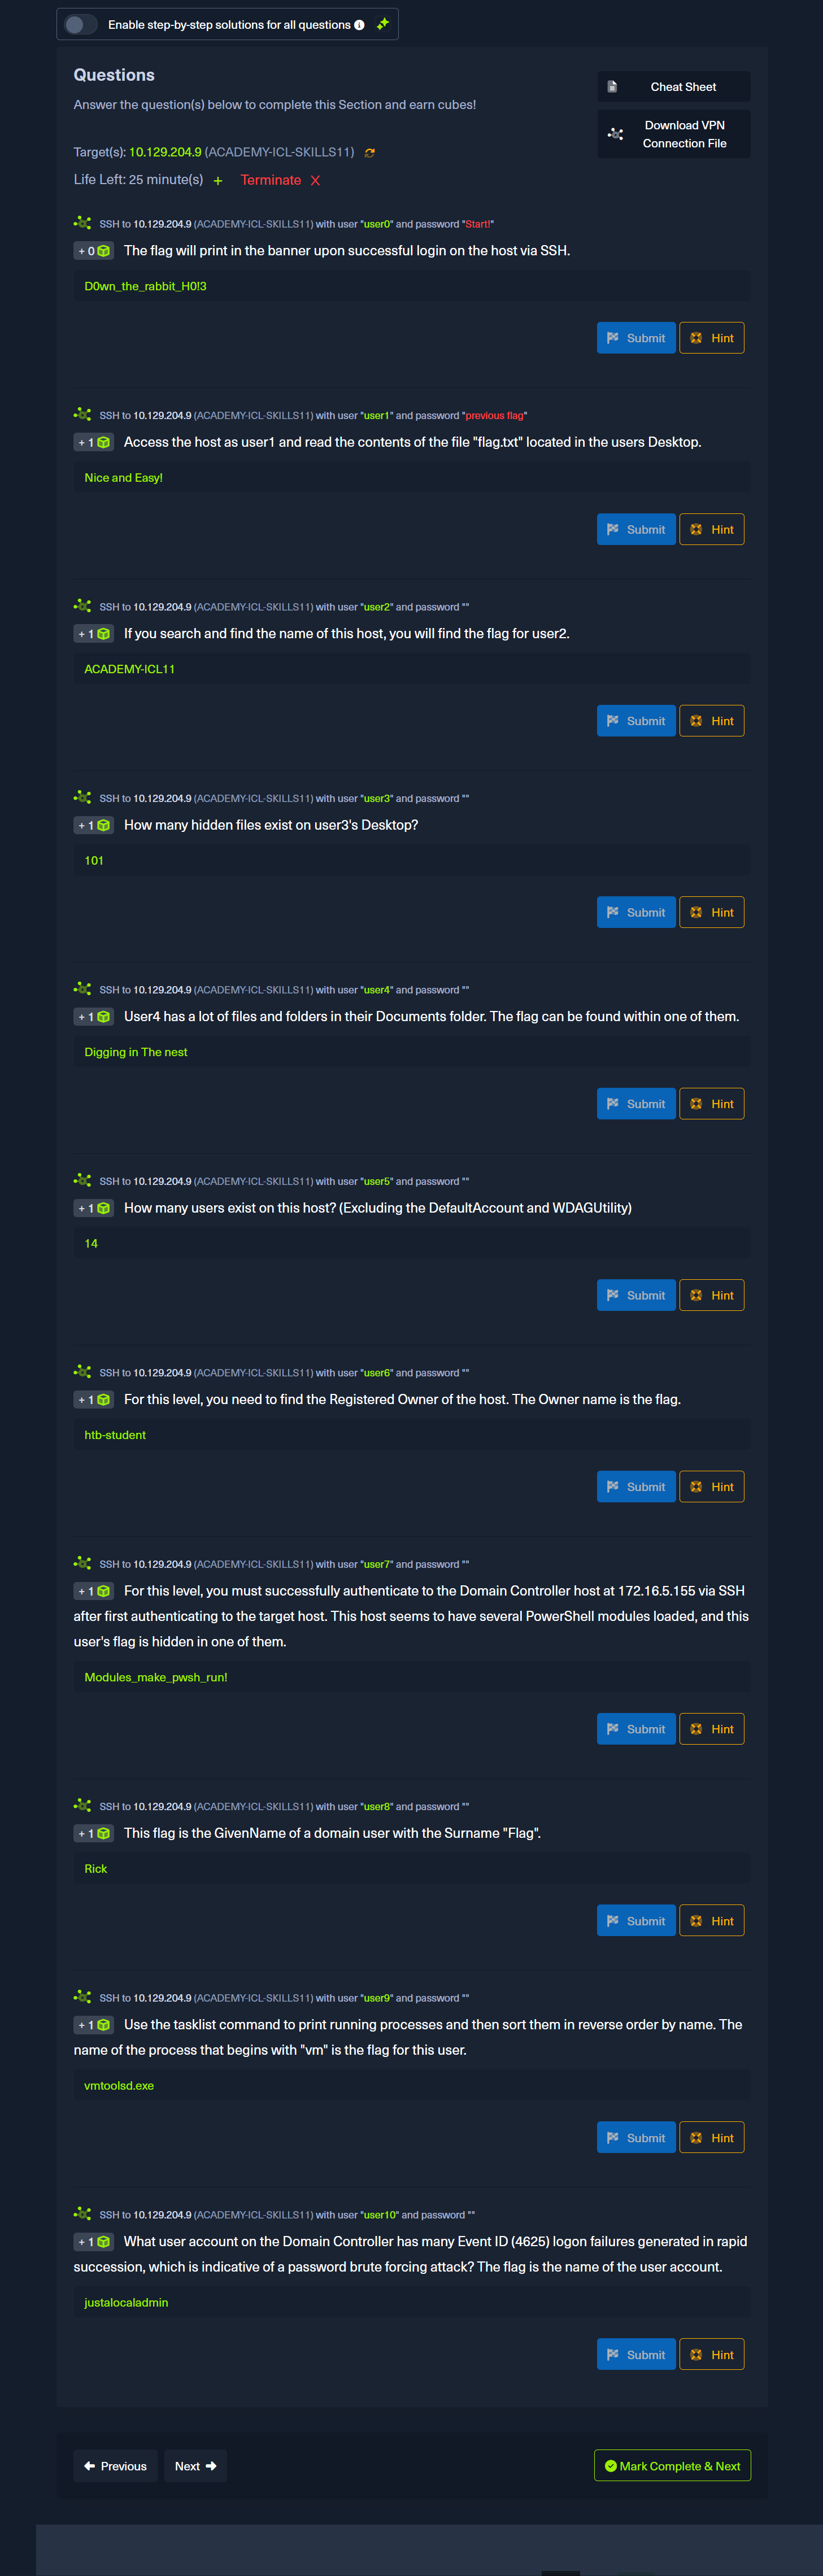 Enable step-by-step solutions for all questions
Questions
Answer the question(s) below to complete this Section and earn cubes!
Cheat Sheet
Download VPN
Connection File
Target(s): 10.129.204.9 (ACADEMY-ICL-SKILLS11)
Life Left: 25 minute(s) + Terminate X
SSH to 10.129.204.9 (ACADEMY-ICL-SKILLS11) with user "user0" and password "Start!"
+ 0 The flag will print in the banner upon successful login on the host via SSH.
D0wn_the_rabbit_H0!3
Submit Hint
SSH to 10.129.204.9 (ACADEMY-ICL-SKILLS11) with user "user1" and password "previous flag"
+ 1 Access the host as user1 and read the contents of the file "flag.txt" located in the users Desktop.
Nice and Easy!
Submit Hint
SSH to 10.129.204.9 (ACADEMY-ICL-SKILLS11) with user "user2" and password ""
+ 1 If you search and find the name of this host, you will find the flag for user2.
ACADEMY-ICL11
Submit Hint
SSH to 10.129.204.9 (ACADEMY-ICL-SKILLS11) with user "user3" and password ""
+ 1 How many hidden files exist on user3's Desktop?
101
Submit Hint
SSH to 10.129.204.9 (ACADEMY-ICL-SKILLS11) with user "user4" and password ""
+ 1 User4 has a lot of files and folders in their Documents folder. The flag can be found within one of them.
Digging in The nest
Submit Hint
SSH to 10.129.204.9 (ACADEMY-ICL-SKILLS11) with user "user5" and password ""
+ 1 How many users exist on this host? (Excluding the DefaultAccount and WDAGUtility)
14
Submit Hint
SSH to 10.129.204.9 (ACADEMY-ICL-SKILLS11) with user "user6" and password ""
+ 1 For this level, you need to find the Registered Owner of the host. The Owner name is the flag.
htb-student
Submit Hint
SSH to 10.129.204.9 (ACADEMY-ICL-SKILLS11) with user "user7" and password ""
+ 1 For this level, you must successfully authenticate to the Domain Controller host at 172.16.5.155 via SSH
after first authenticating to the target host. This host seems to have several PowerShell modules loaded, and this
user's flag is hidden in one of them.
Modules_make_pwsh_run!
Submit Hint
SSH to 10.129.204.9 (ACADEMY-ICL-SKILLS11) with user "user8" and password ""
+ 1 This flag is the GivenName of a domain user with the Surname "Flag".
Rick
Submit Hint
SSH to 10.129.204.9 (ACADEMY-ICL-SKILLS11) with user "user9" and password ""
+ 1 Use the tasklist command to print running processes and then sort them in reverse order by name. The
name of the process that begins with "vm" is the flag for this user.
vmtoolsd.exe
Submit Hint
SSH to 10.129.204.9 (ACADEMY-ICL-SKILLS11) with user "user10" and password ""
+ 1 What user account on the Domain Controller has many Event ID (4625) logon failures generated in rapid
succession, which is indicative of a password brute forcing attack? The flag is the name of the user account.
justalocaladmin
Submit Hint
Previous Next Mark Complete & Next